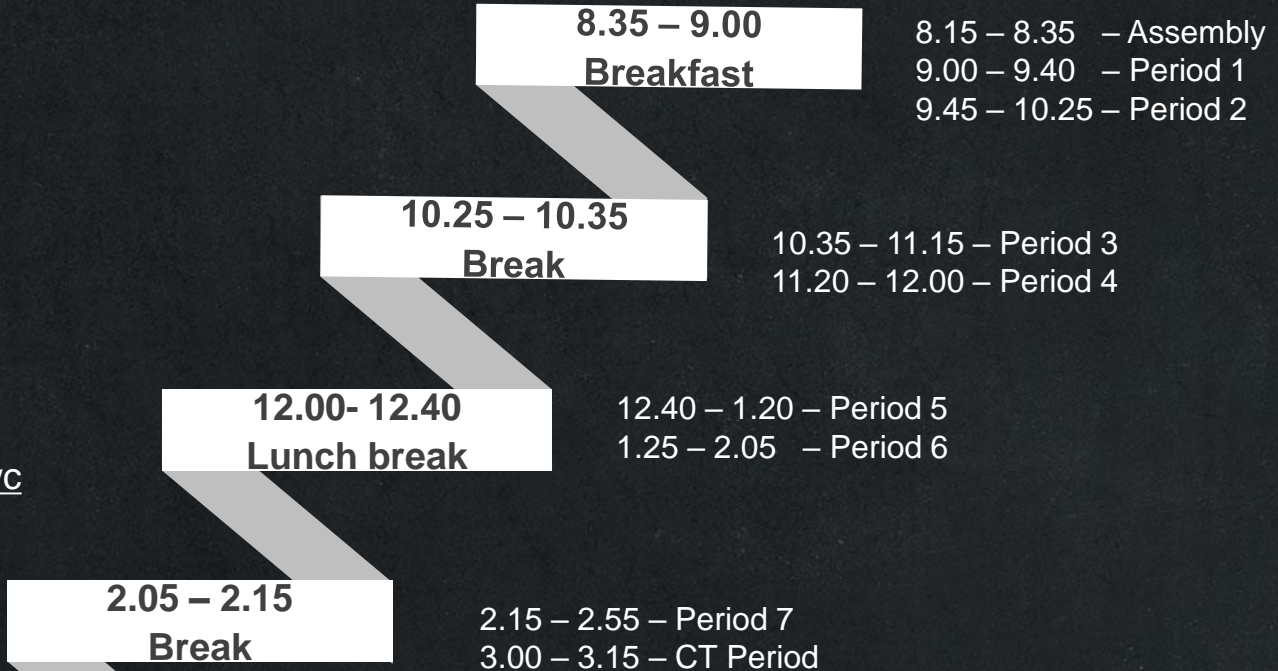 8.35 – 9.00
Breakfast
8.15 – 8.35 – Assembly
9.00 – 9.40 – Period 1
9.45 – 10.25 – Period 2
10.25 – 10.35
Break
10.35 – 11.15 – Period 3
11.20 – 12.00 – Period 4
12.00- 12.40
Lunch break
12.40 – 1.20 – Period 5
1.25 – 2.05 – Period 6
2.05 – 2.15
Break
2.15 – 2.55 – Period 7
3.00 – 3.15 – CT Period